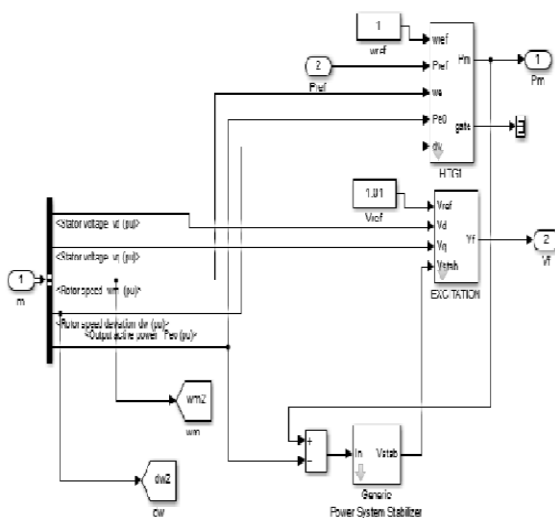 1
wref
wref
2
Pref
Pref
we
Pe0
dw
Pm
gate
1
Pm
HTG1
1.01
Vref
Vref
Vd
Vq
Vstab
Vf
EXCITATION
2
Vf
1
m
<Stator voltage vd (pu)>
<Stator voltage vq (pu)>
<Rotor speed wm (pu)>
<Rotor speed deviation dw (pu)>
<Output active power Peo (pu)>
wm2
wm
dw2
dw
+
−
In
Vstab
Generic
Power System Stabilizer